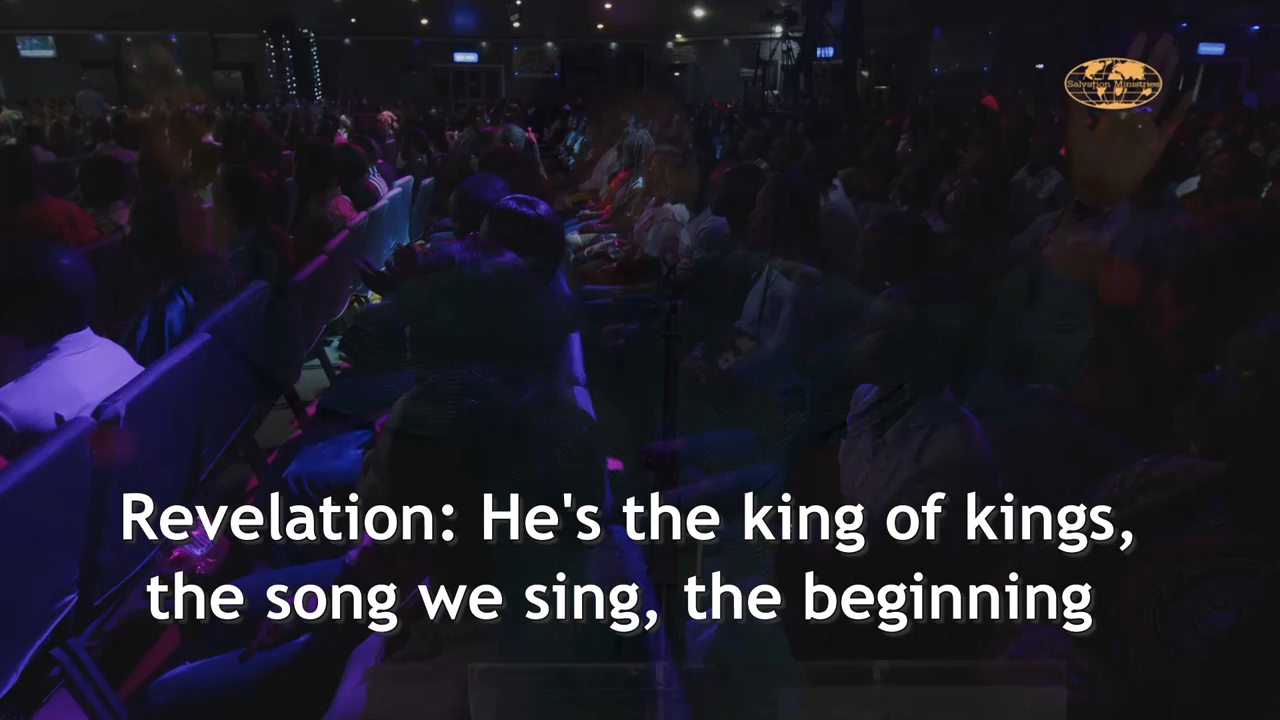 Salvation Ministries
Revelation: He's the king of kings,
the song we sing, the beginning